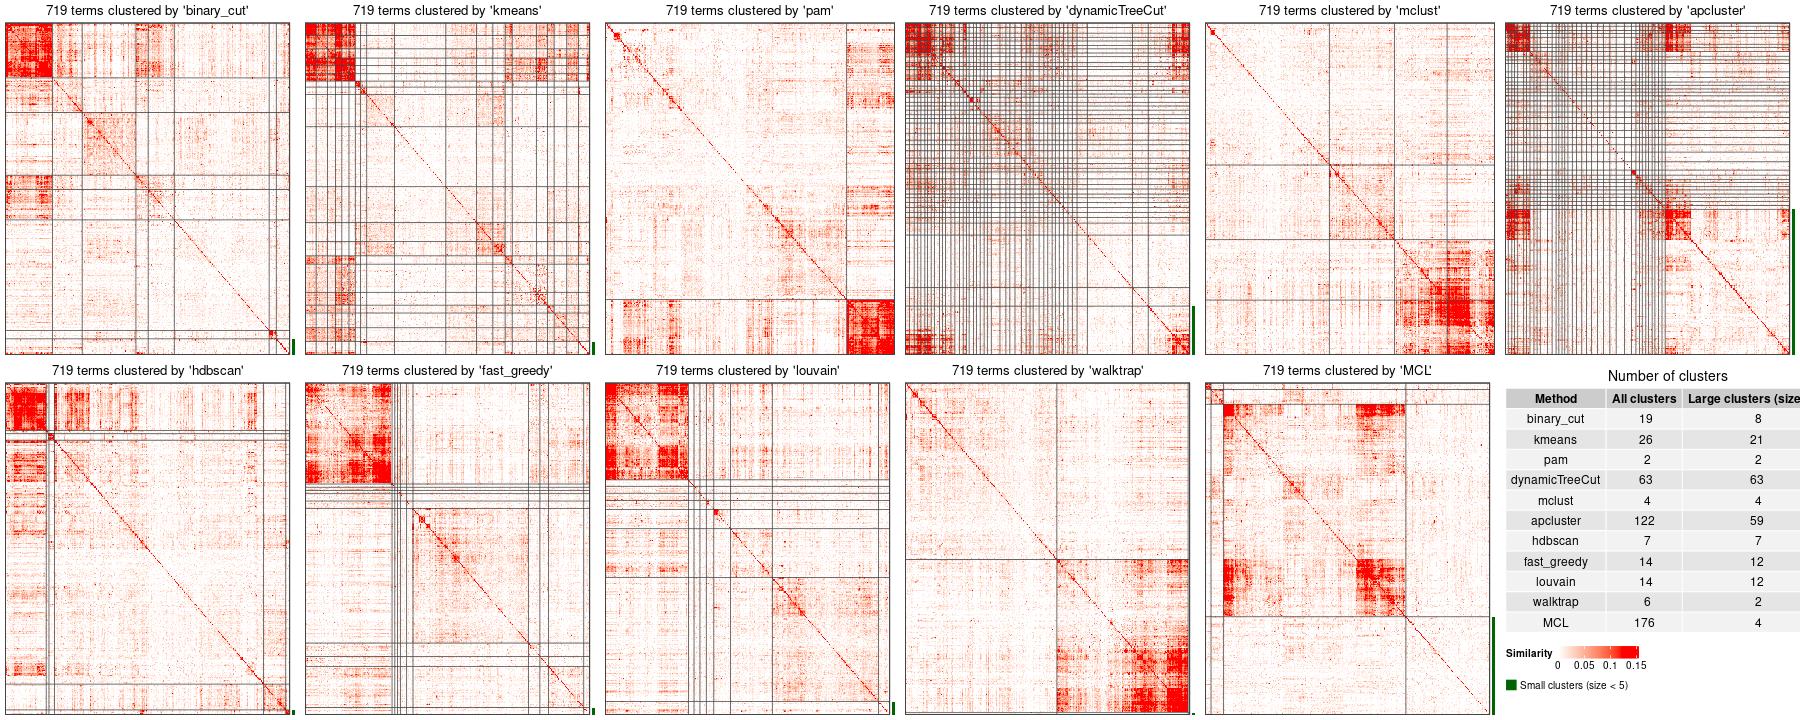 719 terms clustered by 'binary_cut'
719 terms clustered by 'kmeans'
719 terms clustered by 'pam'
719 terms clustered by 'dynamicTreeCut'
719 terms clustered by 'mclust'
719 terms clustered by 'apcluster'
719 terms clustered by 'hdbscan'
719 terms clustered by 'fast_greedy'
719 terms clustered by 'louvain'
719 terms clustered by 'walktrap'
719 terms clustered by 'MCL'
Number of clusters
Method All clusters Large clusters (size
binary_cut 19 8
kmeans 26 21
pam 2 2
dynamicTreeCut 63 63
mclust 4 4
apcluster 122 59
hdbscan 7 7
fast_greedy 14 12
louvain 14 12
walktrap 6 2
MCL 176 4
Similarity
0 0.05 0.1 0.15
Small clusters (size < 5)